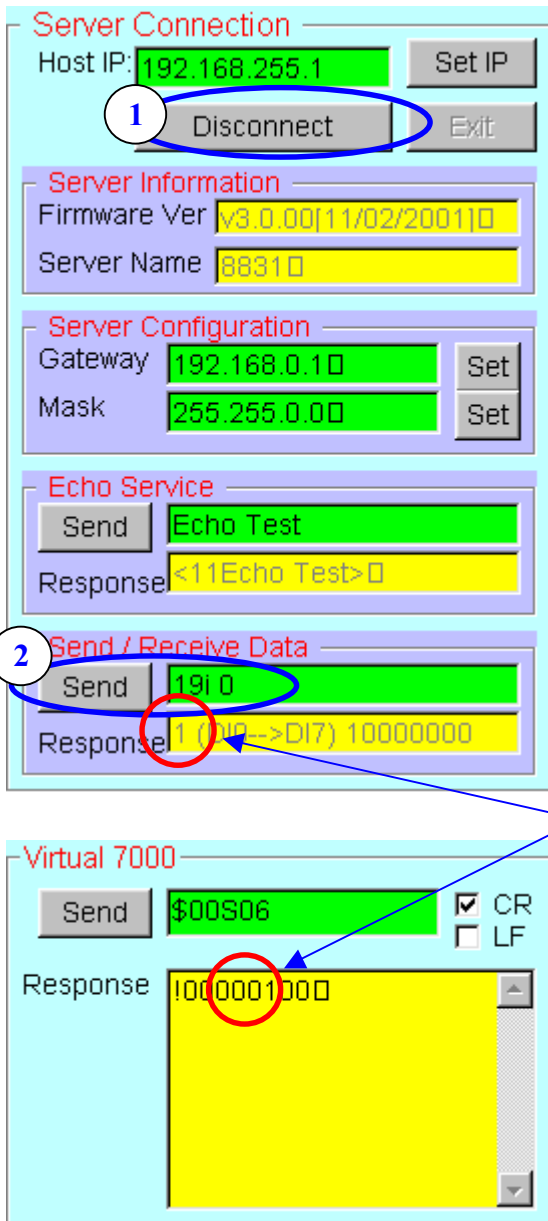 Server Connection
Host IP: 192.168.255.1 Set IP
1 Disconnect Exit
Server Information
Firmware Ver v3.0.00[11/02/2001]□
Server Name 8831□
Server Configuration
Gateway 192.168.0.1□ Set
Mask 255.255.0.0□ Set
Echo Service
Send Echo Test
Response <11Echo Test>□
2 Send / Receive Data
Send 19i 0
Response 1 (DI0-->DI7) 10000000
Virtual 7000
Send $00S06 CR
LF
Response !00000100□